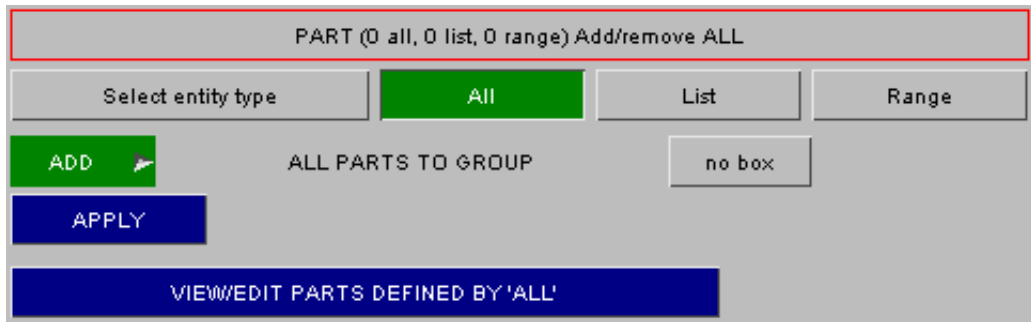 PART (0 all, 0 list, 0 range) Add/remove ALL
Select entity type All List Range
ADD ALL PARTS TO GROUP no box
APPLY
VIEW/EDIT PARTS DEFINED BY 'ALL'